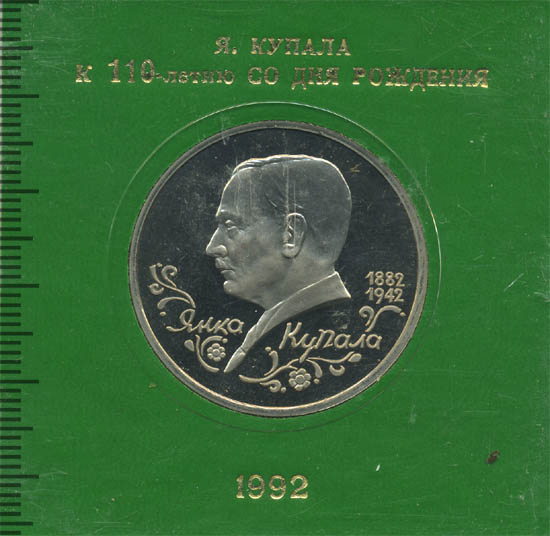 Я. КУПАЛА
К 110-летию СО ДНЯ РОЖДЕНИЯ
1882
1942
Янка Купала
1992